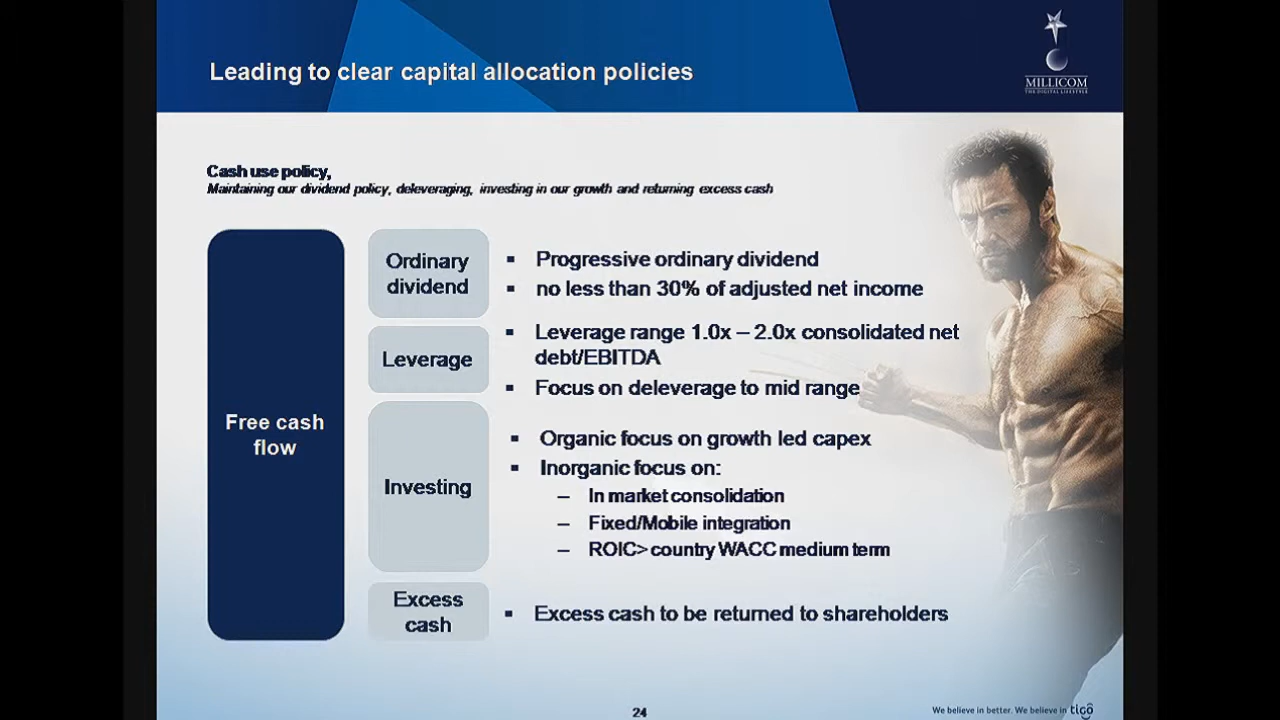 Leading to clear capital allocation policies
MILLICOM
THE DIGITAL LIFESTYLE
Cash use policy,
Maintaining our dividend policy, deleveraging, investing in our growth and returning excess cash
Free cash
flow
Ordinary
dividend
▪ Progressive ordinary dividend
▪ no less than 30% of adjusted net income
Leverage
▪ Leverage range 1.0x – 2.0x consolidated net
debt/EBITDA
▪ Focus on deleverage to mid range
Investing
▪ Organic focus on growth led capex
▪ Inorganic focus on:
– In market consolidation
– Fixed/Mobile integration
– ROIC> country WACC medium term
Excess
cash
▪ Excess cash to be returned to shareholders
24
We believe in better. We believe in tigo